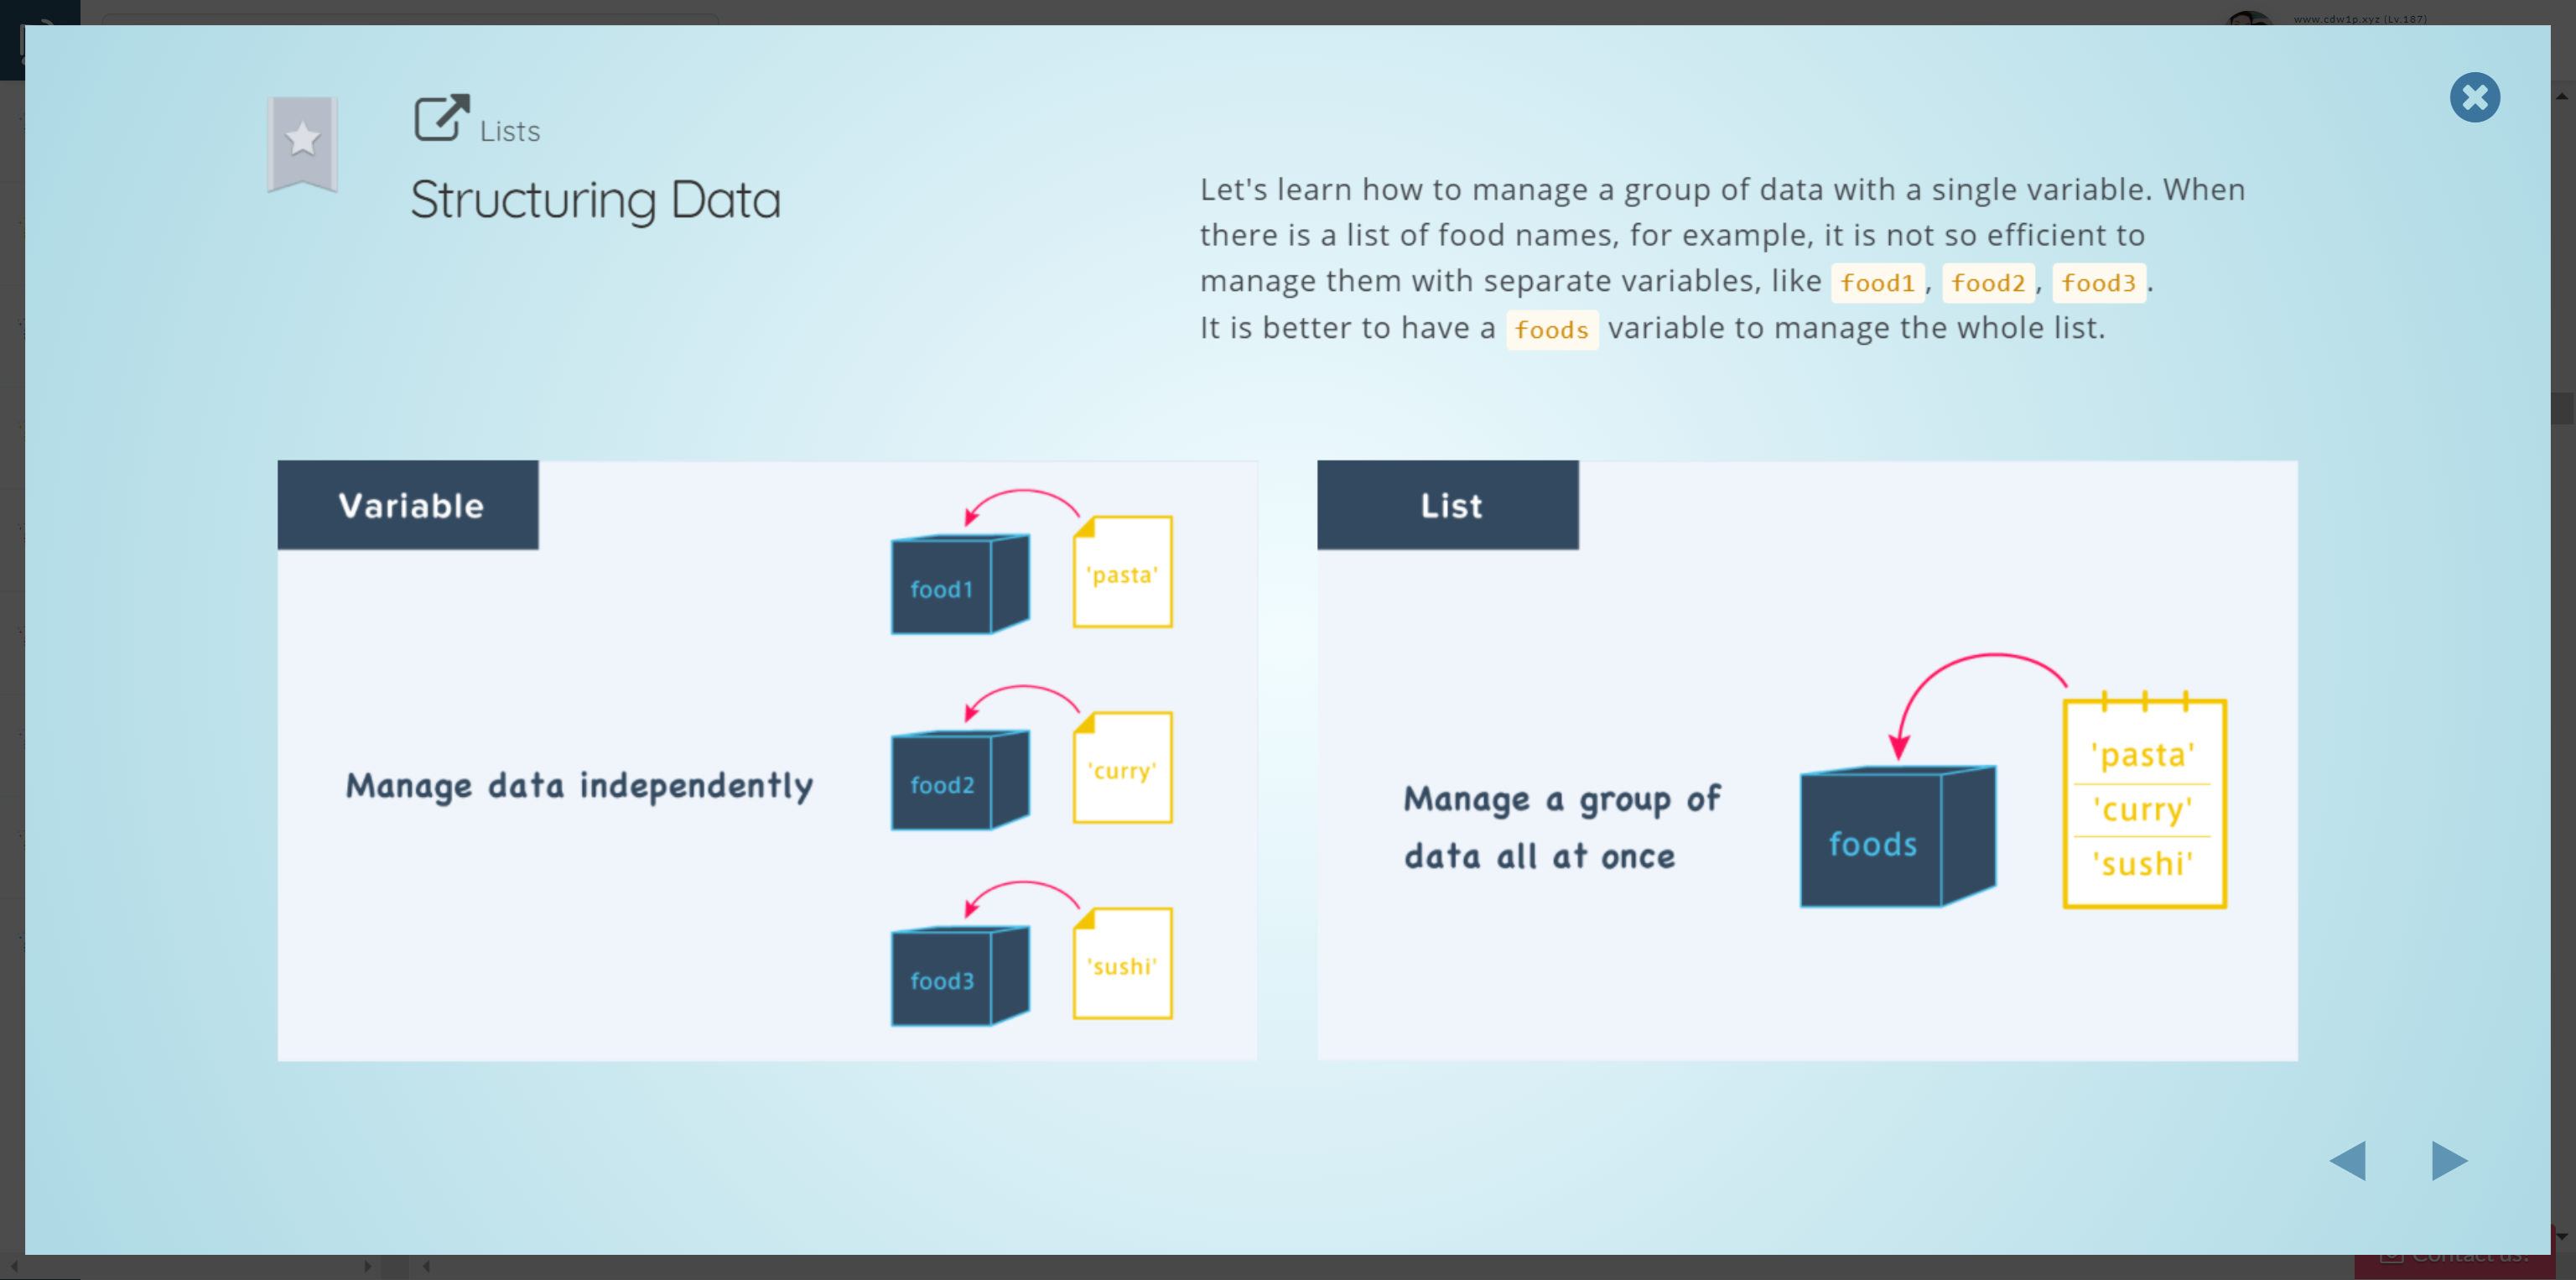 www.cdw1p.xyz (Lv.187)
Lists
Structuring Data
Let's learn how to manage a group of data with a single variable. When
there is a list of food names, for example, it is not so efficient to
manage them with separate variables, like food1, food2, food3.
It is better to have a foods variable to manage the whole list.
Variable
Manage data independently
food1
'pasta'
food2
'curry'
food3
'sushi'
List
Manage a group of
data all at once
foods
'pasta'
'curry'
'sushi'
Contact us!